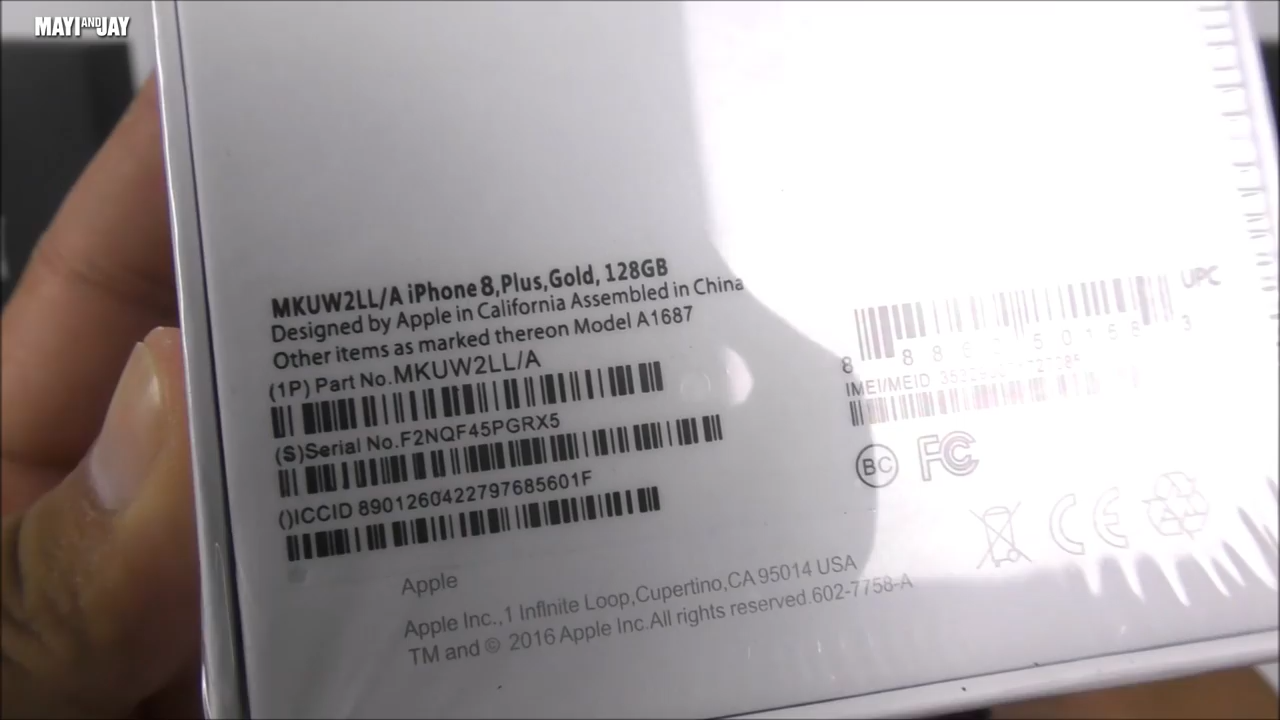 MAYI AND JAY
MKUW2LL/A iPhone 8,Plus,Gold, 128GB
Designed by Apple in California Assembled in China
Other items as marked thereon Model A1687
(1P) Part No.MKUW2LL/A
(S)Serial No.F2NQF45PGRX5
()ICCID 8901260422797685601F
UPC
IMEI/MEID
BC FC
CE
Apple
Apple Inc.,1 Infinite Loop,Cupertino,CA 95014 USA
TM and © 2016 Apple Inc.All rights reserved.602-7758-A